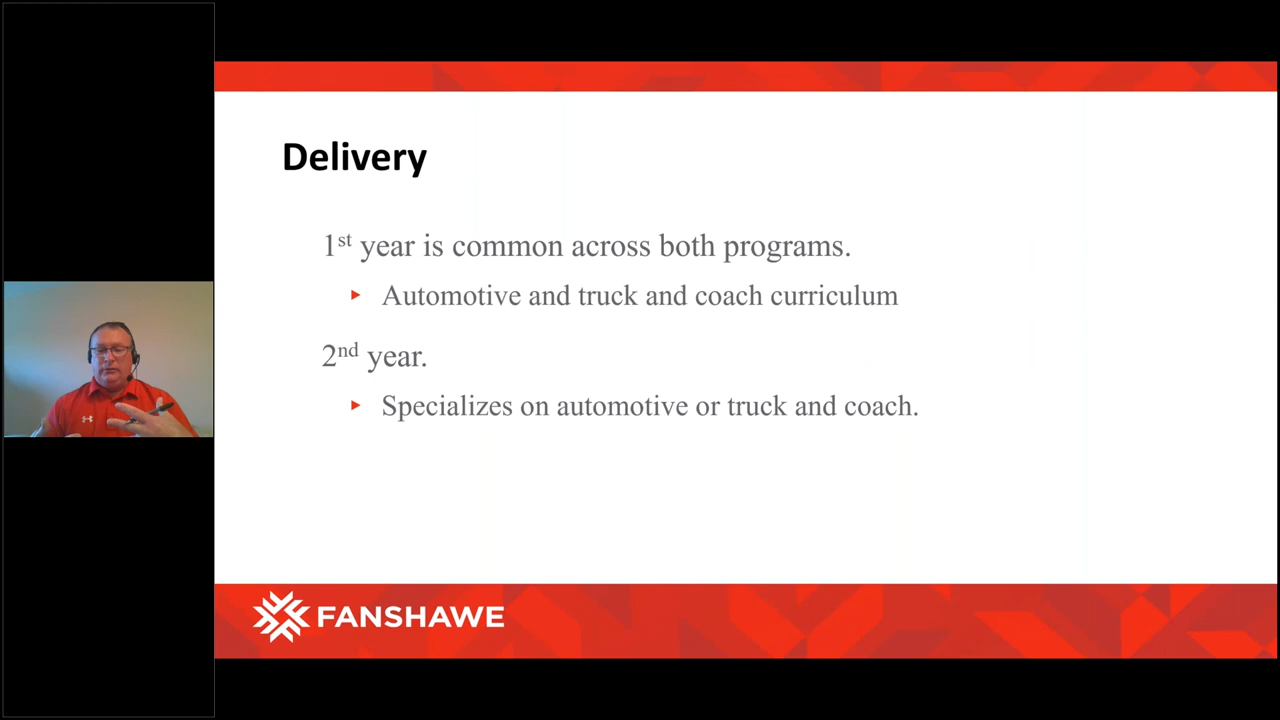 Delivery
1st year is common across both programs.
Automotive and truck and coach curriculum
2nd year.
Specializes on automotive or truck and coach.
FANSHAWE